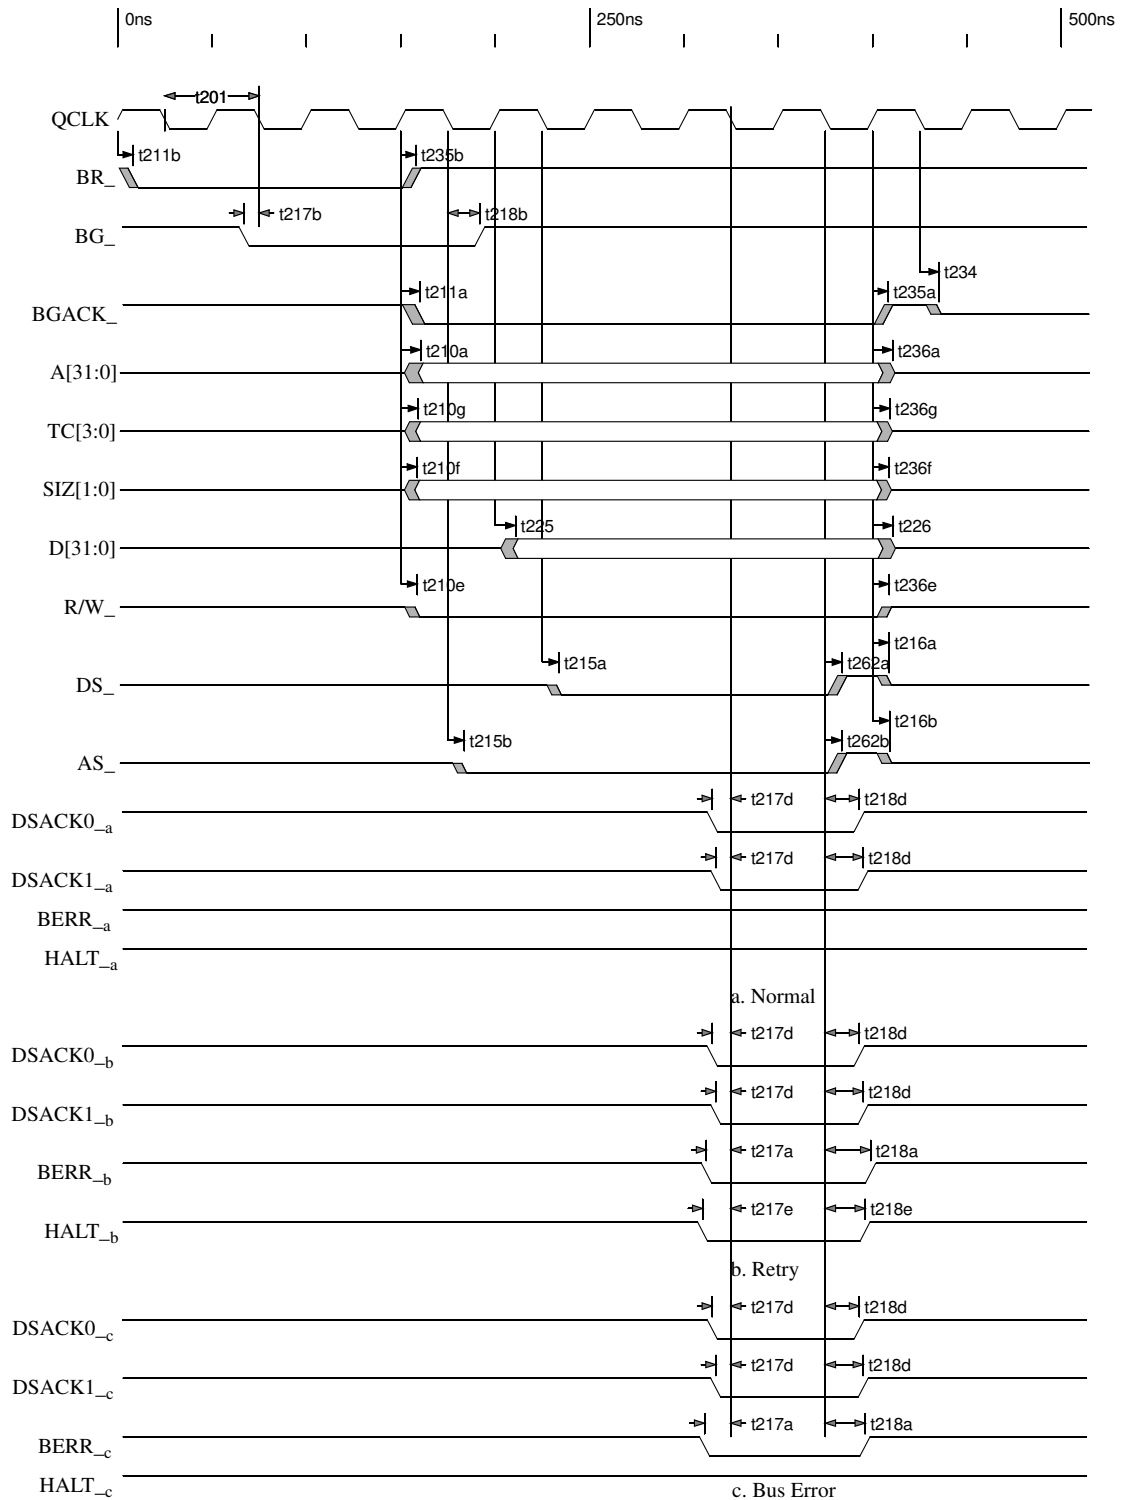 0ns 250ns 500ns
t201
QCLK
t211b t235b
BR_
t217b t218b
BG_
t234
t211a t235a
BGACK_
t210a t236a
A[31:0]
t210g t236g
TC[3:0]
t210f t236f
SIZ[1:0]
t225 t226
D[31:0]
t210e t236e
R/W_
t216a
t215a t262a
DS_
t216b
t215b t262b
AS_
t217d t218d
DSACK0_a
t217d t218d
DSACK1_a
BERR_a
HALT_a
a. Normal
t217d t218d
DSACK0_b
t217d t218d
DSACK1_b
t217a t218a
BERR_b
t217e t218e
HALT_b
b. Retry
t217d t218d
DSACK0_c
t217d t218d
DSACK1_c
t217a t218a
BERR_c
HALT_c
c. Bus Error